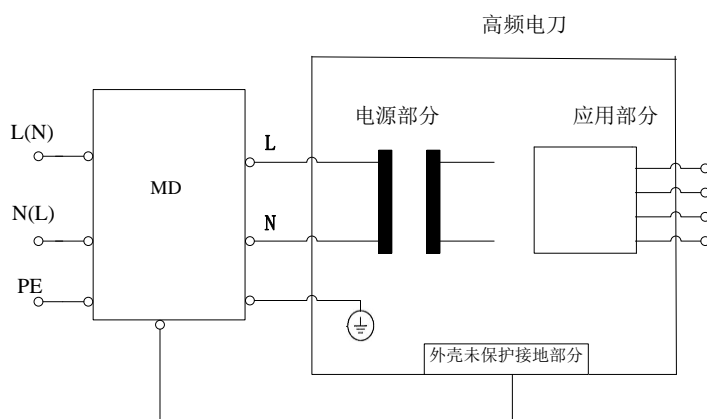 高频电刀
电源部分
应用部分
L(N)
L
MD
N(L)
N
PE
外壳未保护接地部分